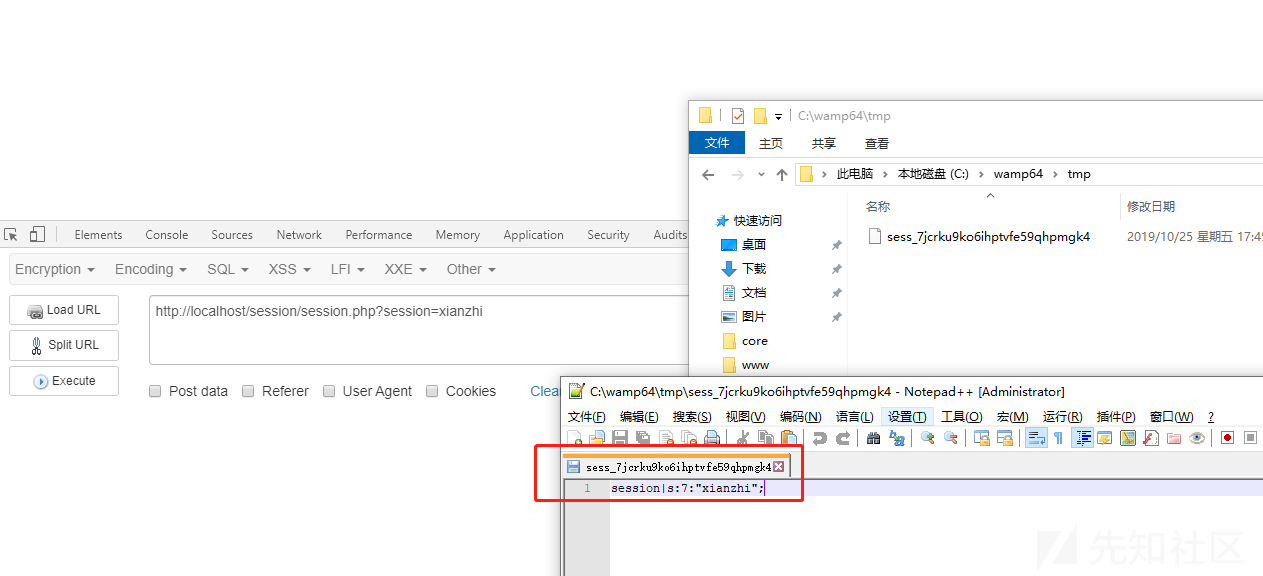 C:\wamp64\tmp
文件 主页 共享 查看
此电脑 本地磁盘 (C:) wamp64 tmp
名称 修改日期
快速访问
sess_7jcrku9ko6ihptvfe59qhpmgk4 2019/10/25 星期五 17:45
桌面
下载
文档
图片
core
www
Elements Console Sources Network Performance Memory Application Security Audits
Encryption Encoding SQL XSS LFI XXE Other
Load URL
http://localhost/session/session.php?session=xianzhi
Split URL
Execute
Post data Referer User Agent Cookies Clea
C:\wamp64\tmp\sess_7jcrku9ko6ihptvfe59qhpmgk4 - Notepad++ [Administrator]
文件(F) 编辑(E) 搜索(S) 视图(V) 编码(N) 语言(L) 设置(T) 工具(O) 宏(M) 运行(R) 插件(P) 窗口(W) ?
sess_7jcrku9ko6ihptvfe59qhpmgk4
1 session|s:7:"xianzhi";
先知社区